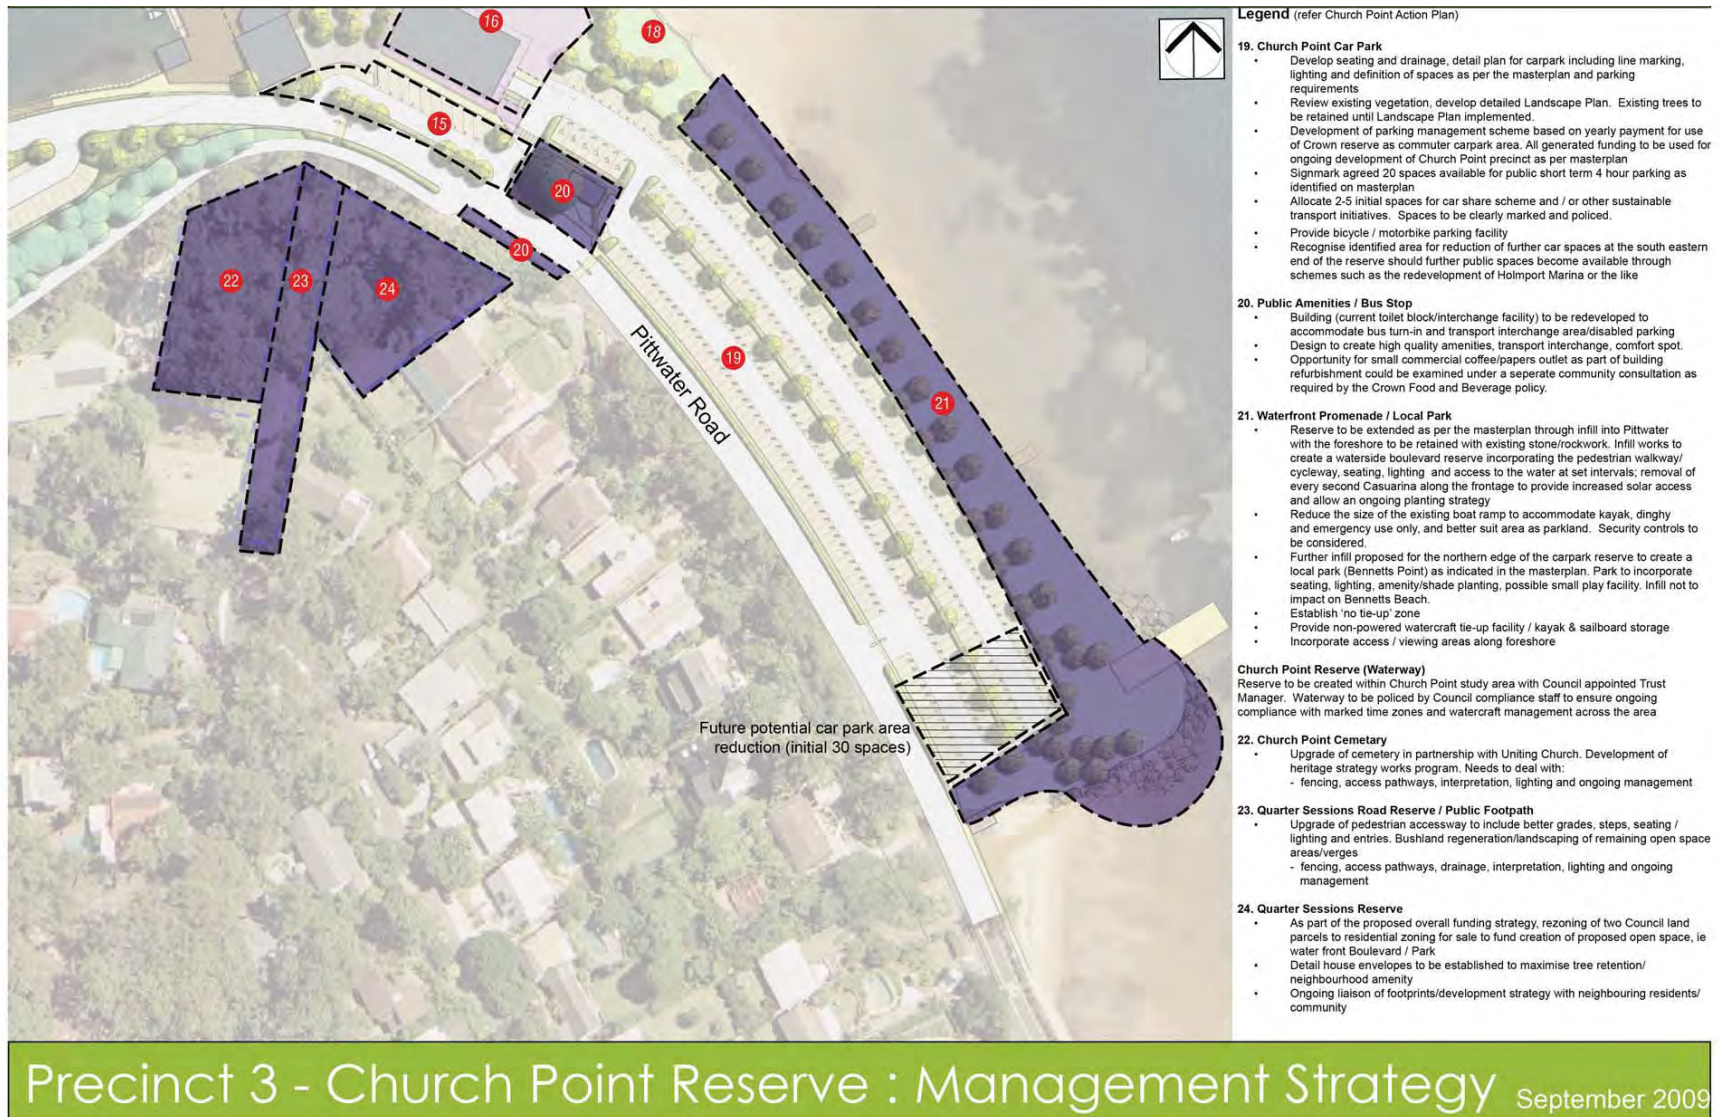 16
18
15
20
20
22
23
24
19
21
Pittwater Road
Future potential car park area
reduction (initial 30 spaces)
Legend (refer Church Point Action Plan)
19. Church Point Car Park
• Develop seating and drainage, detail plan for carpark including line marking,
lighting and definition of spaces as per the masterplan and parking
requirements
• Review existing vegetation, develop detailed Landscape Plan. Existing trees to
be retained until Landscape Plan implemented.
• Development of parking management scheme based on yearly payment for use
of Crown reserve as commuter carpark area. All generated funding to be used for
ongoing development of Church Point precinct as per masterplan
• Signmark agreed 20 spaces available for public short term 4 hour parking as
identified on masterplan
• Allocate 2-5 initial spaces for car share scheme and / or other sustainable
transport initiatives. Spaces to be clearly marked and policed.
• Provide bicycle / motorbike parking facility
• Recognise identified area for reduction of further car spaces at the south eastern
end of the reserve should further public spaces become available through
schemes such as the redevelopment of Holmport Marina or the like
20. Public Amenities / Bus Stop
• Building (current toilet block/interchange facility) to be redeveloped to
accommodate bus turn-in and transport interchange area/disabled parking
• Design to create high quality amenities, transport interchange, comfort spot.
• Opportunity for small commercial coffee/papers outlet as part of building
refurbishment could be examined under a seperate community consultation as
required by the Crown Food and Beverage policy.
21. Waterfront Promenade / Local Park
• Reserve to be extended as per the masterplan through infill into Pittwater
with the foreshore to be retained with existing stone/rockwork. Infill works to
create a waterside boulevard reserve incorporating the pedestrian walkway/
cycleway, seating, lighting and access to the water at set intervals; removal of
every second Casuarina along the frontage to provide increased solar access
and allow an ongoing planting strategy
• Reduce the size of the existing boat ramp to accommodate kayak, dinghy
and emergency use only, and better suit area as parkland. Security controls to
be considered.
• Further infill proposed for the northern edge of the carpark reserve to create a
local park (Bennetts Point) as indicated in the masterplan. Park to incorporate
seating, lighting, amenity/shade planting, possible small play facility. Infill not to
impact on Bennetts Beach.
• Establish ‘no tie-up’ zone
• Provide non-powered watercraft tie-up facility / kayak & sailboard storage
• Incorporate access / viewing areas along foreshore
Church Point Reserve (Waterway)
Reserve to be created within Church Point study area with Council appointed Trust
Manager. Waterway to be policed by Council compliance staff to ensure ongoing
compliance with marked time zones and watercraft management across the area
22. Church Point Cemetary
• Upgrade of cemetery in partnership with Uniting Church. Development of
heritage strategy works program. Needs to deal with:
- fencing, access pathways, interpretation, lighting and ongoing management
23. Quarter Sessions Road Reserve / Public Footpath
• Upgrade of pedestrian accessway to include better grades, steps, seating /
lighting and entries. Bushland regeneration/landscaping of remaining open space
areas/verges
- fencing, access pathways, drainage, interpretation, lighting and ongoing
management
24. Quarter Sessions Reserve
• As part of the proposed overall funding strategy, rezoning of two Council land
parcels to residential zoning for sale to fund creation of proposed open space, ie
water front Boulevard / Park
• Detail house envelopes to be established to maximise tree retention/
neighbourhood amenity
• Ongoing liaison of footprints/development strategy with neighbouring residents/
community
Precinct 3 - Church Point Reserve : Management Strategy September 2009